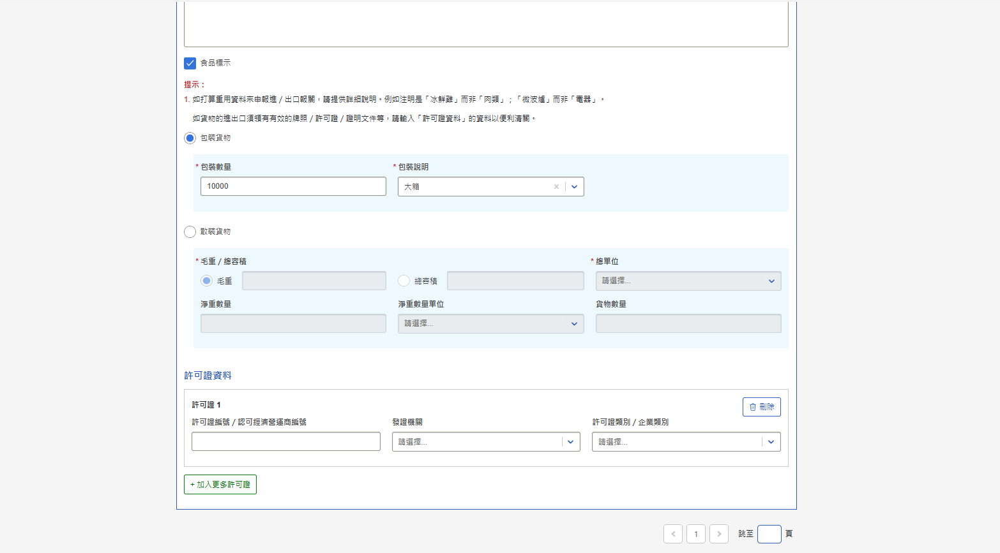 食品標示
提示：
1. 如打算重用資料來申報進 / 出口報關，請提供詳細說明。例如注明是「冰鮮雞」而非「肉類」；「微波爐」而非「電器」。
如貨物的進出口須領有有效的牌照 / 許可證 / 證明文件等，請輸入「許可證資料」的資料以便利清關。
包裝貨物
* 包裝數量 * 包裝說明
10000 大箱
散裝貨物
* 毛重 / 總容積 * 總單位
毛重 總容積 請選擇...
淨重數量 淨重數量單位 貨物數量
請選擇...
許可證資料
許可證 1 刪除
許可證編號 / 認可經濟營運商編號 發證機關 許可證類別 / 企業類別
請選擇... 請選擇...
+ 加入更多許可證
1 跳至 頁